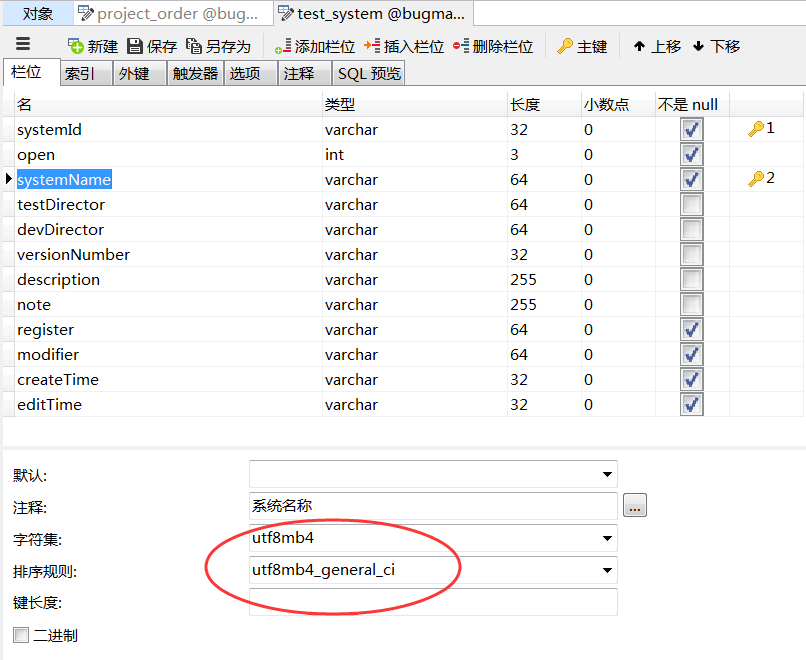 对象 project_order @bug... test_system @bugma...
新建 保存 另存为 添加栏位 插入栏位 删除栏位 主键 上移 下移
栏位 索引 外键 触发器 选项 注释 SQL 预览
名 类型 长度 小数点 不是 null
systemId varchar 32 0 1
open int 3 0
systemName varchar 64 0 2
testDirector varchar 64 0
devDirector varchar 64 0
versionNumber varchar 32 0
description varchar 255 0
note varchar 255 0
register varchar 64 0
modifier varchar 64 0
createTime varchar 32 0
editTime varchar 32 0
默认:
注释: 系统名称 ...
字符集: utf8mb4
排序规则: utf8mb4_general_ci
键长度:
二进制